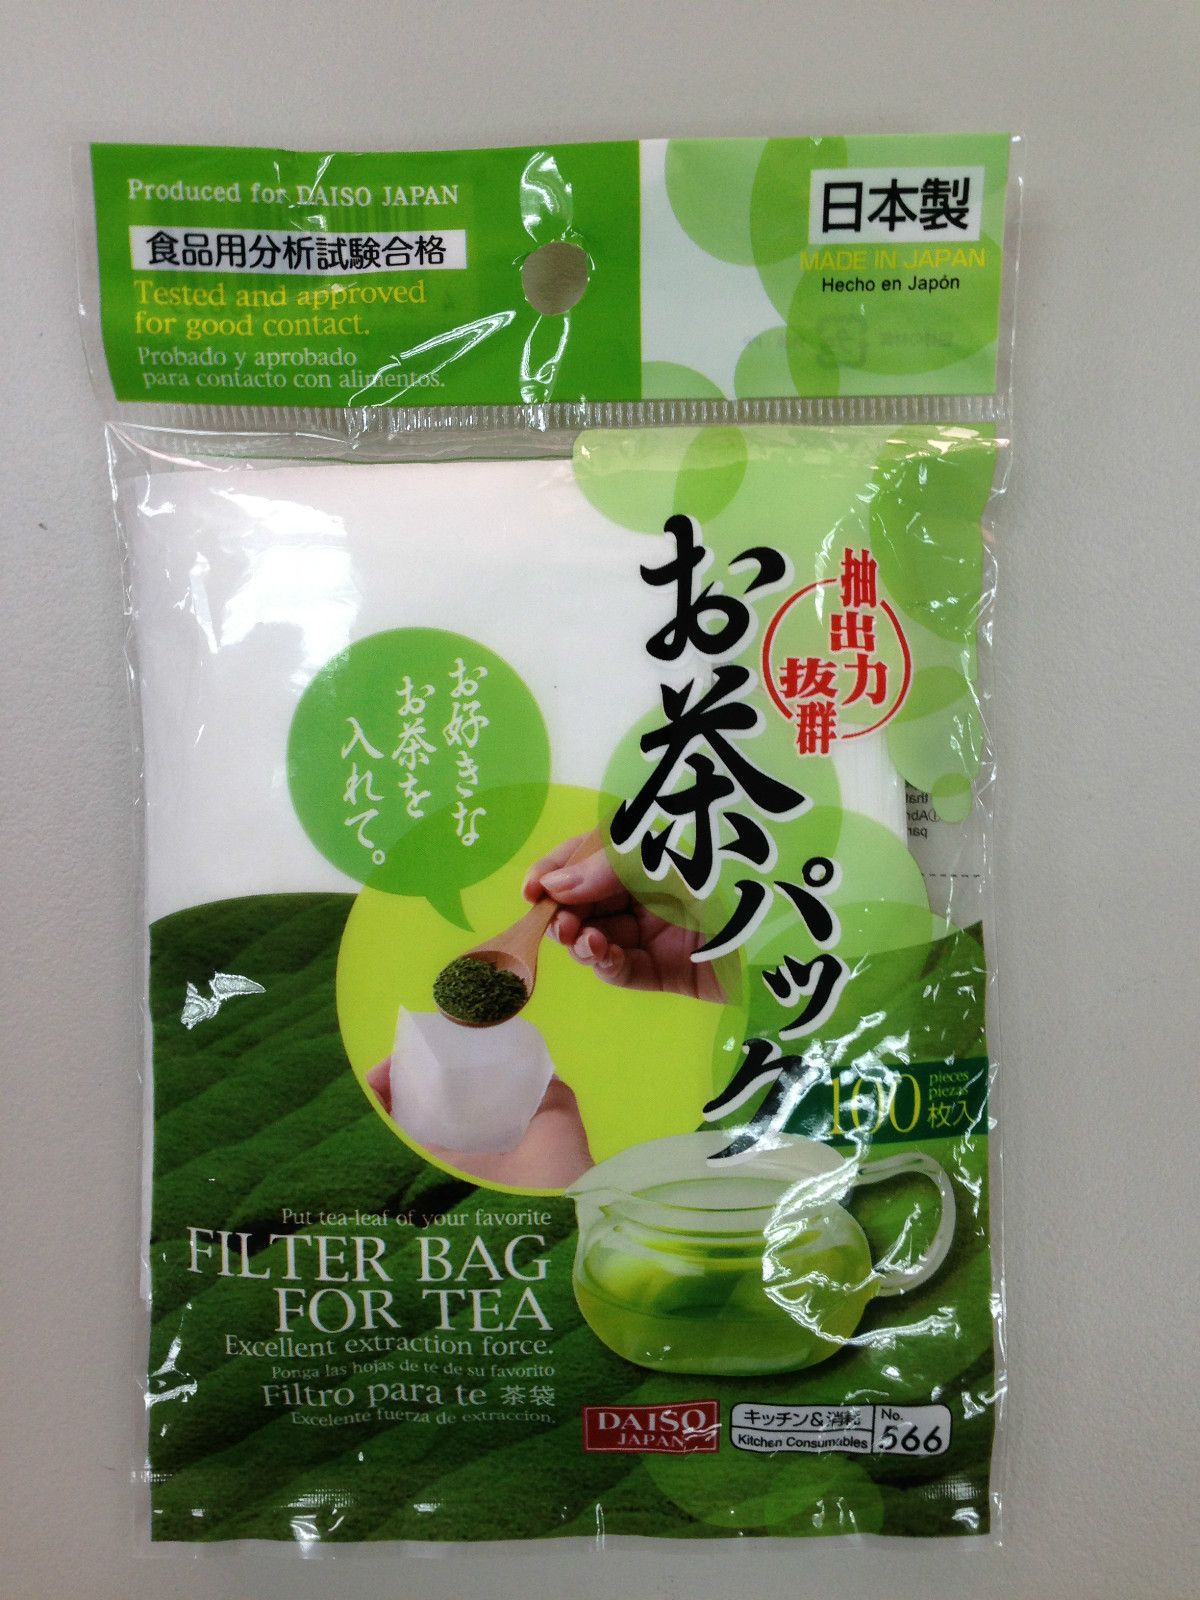 Produced for DAISO JAPAN
食品用分析試験合格
Tested and approved
for good contact.
Probado y aprobado
para contacto con alimentos.
日本製
MADE IN JAPAN
Hecho en Japón
お茶パック
抽出力
抜群
お好きな
お茶を
入れて。
100
pieces
piezas
枚入
Put tea-leaf of your favorite
FILTER BAG
FOR TEA
Excellent extraction force.
Ponga las hojas de té de su favorito
Filtro para te 茶袋
Excelente fuerza de extraccion.
DAISO
JAPAN
キッチン&消耗
Kitchen Consumables
No.
566